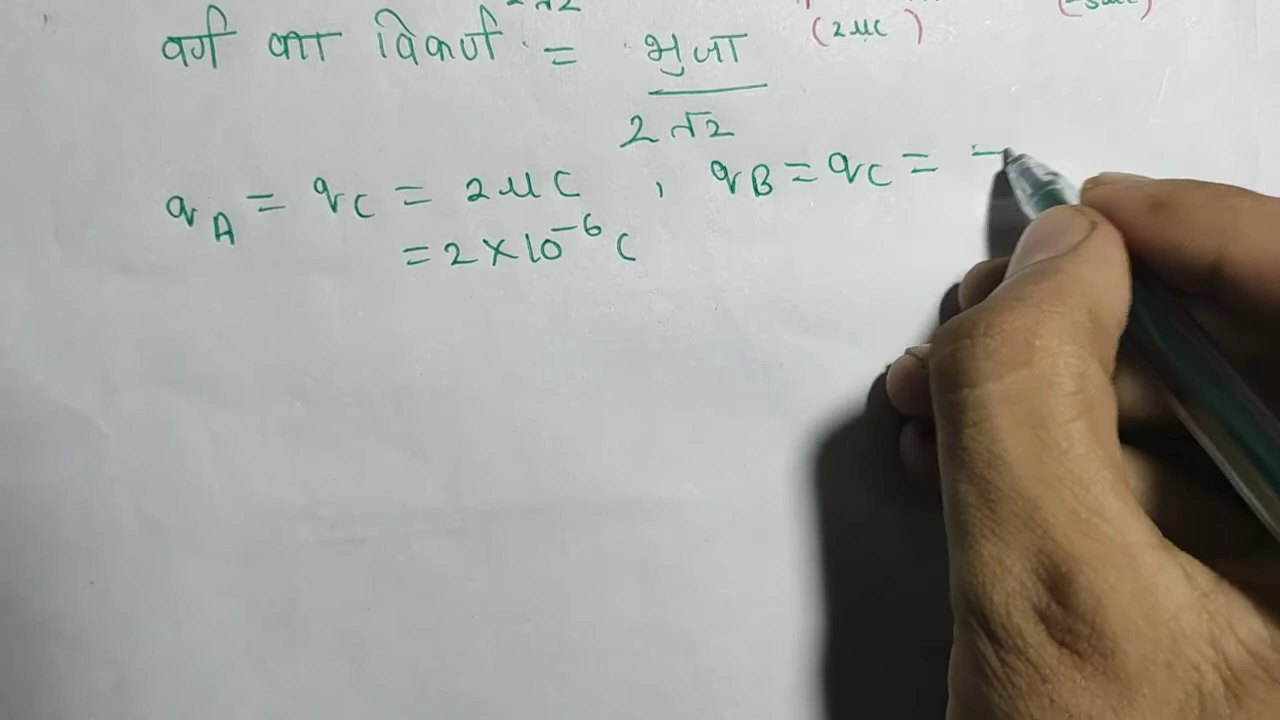 (2μC)
वर्ग का विकर्ण = भुजा
2√2
qA = qC = 2μC , qB = qC = -
= 2×10⁻⁶ C